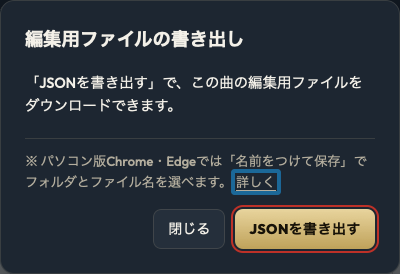 編集用ファイルの書き出し
「JSONを書き出す」で、この曲の編集用ファイルを
ダウンロードできます。
※ パソコン版Chrome・Edgeでは「名前をつけて保存」で
フォルダとファイル名を選べます。詳しく
閉じる
JSONを書き出す